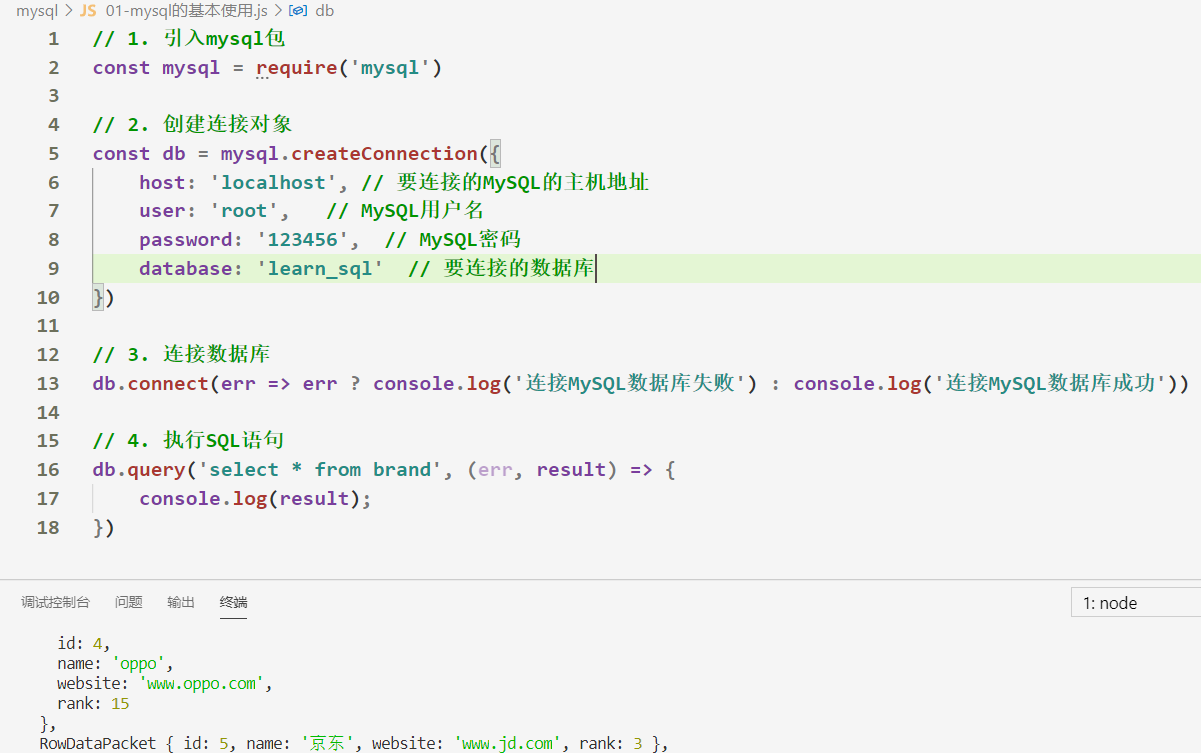 mysql > JS 01-mysql的基本使用.js > db
1 // 1. 引入mysql包
2 const mysql = require('mysql')
3
4 // 2. 创建连接对象
5 const db = mysql.createConnection({
6 host: 'localhost', // 要连接的MySQL的主机地址
7 user: 'root', // MySQL用户名
8 password: '123456', // MySQL密码
9 database: 'learn_sql' // 要连接的数据库
10 })
11
12 // 3. 连接数据库
13 db.connect(err => err ? console.log('连接MySQL数据库失败') : console.log('连接MySQL数据库成功'))
14
15 // 4. 执行SQL语句
16 db.query('select * from brand', (err, result) => {
17 console.log(result);
18 })
调试控制台 问题 输出 终端 1: node
id: 4,
name: 'oppo',
website: 'www.oppo.com',
rank: 15
},
RowDataPacket { id: 5, name: '京东', website: 'www.jd.com', rank: 3 },